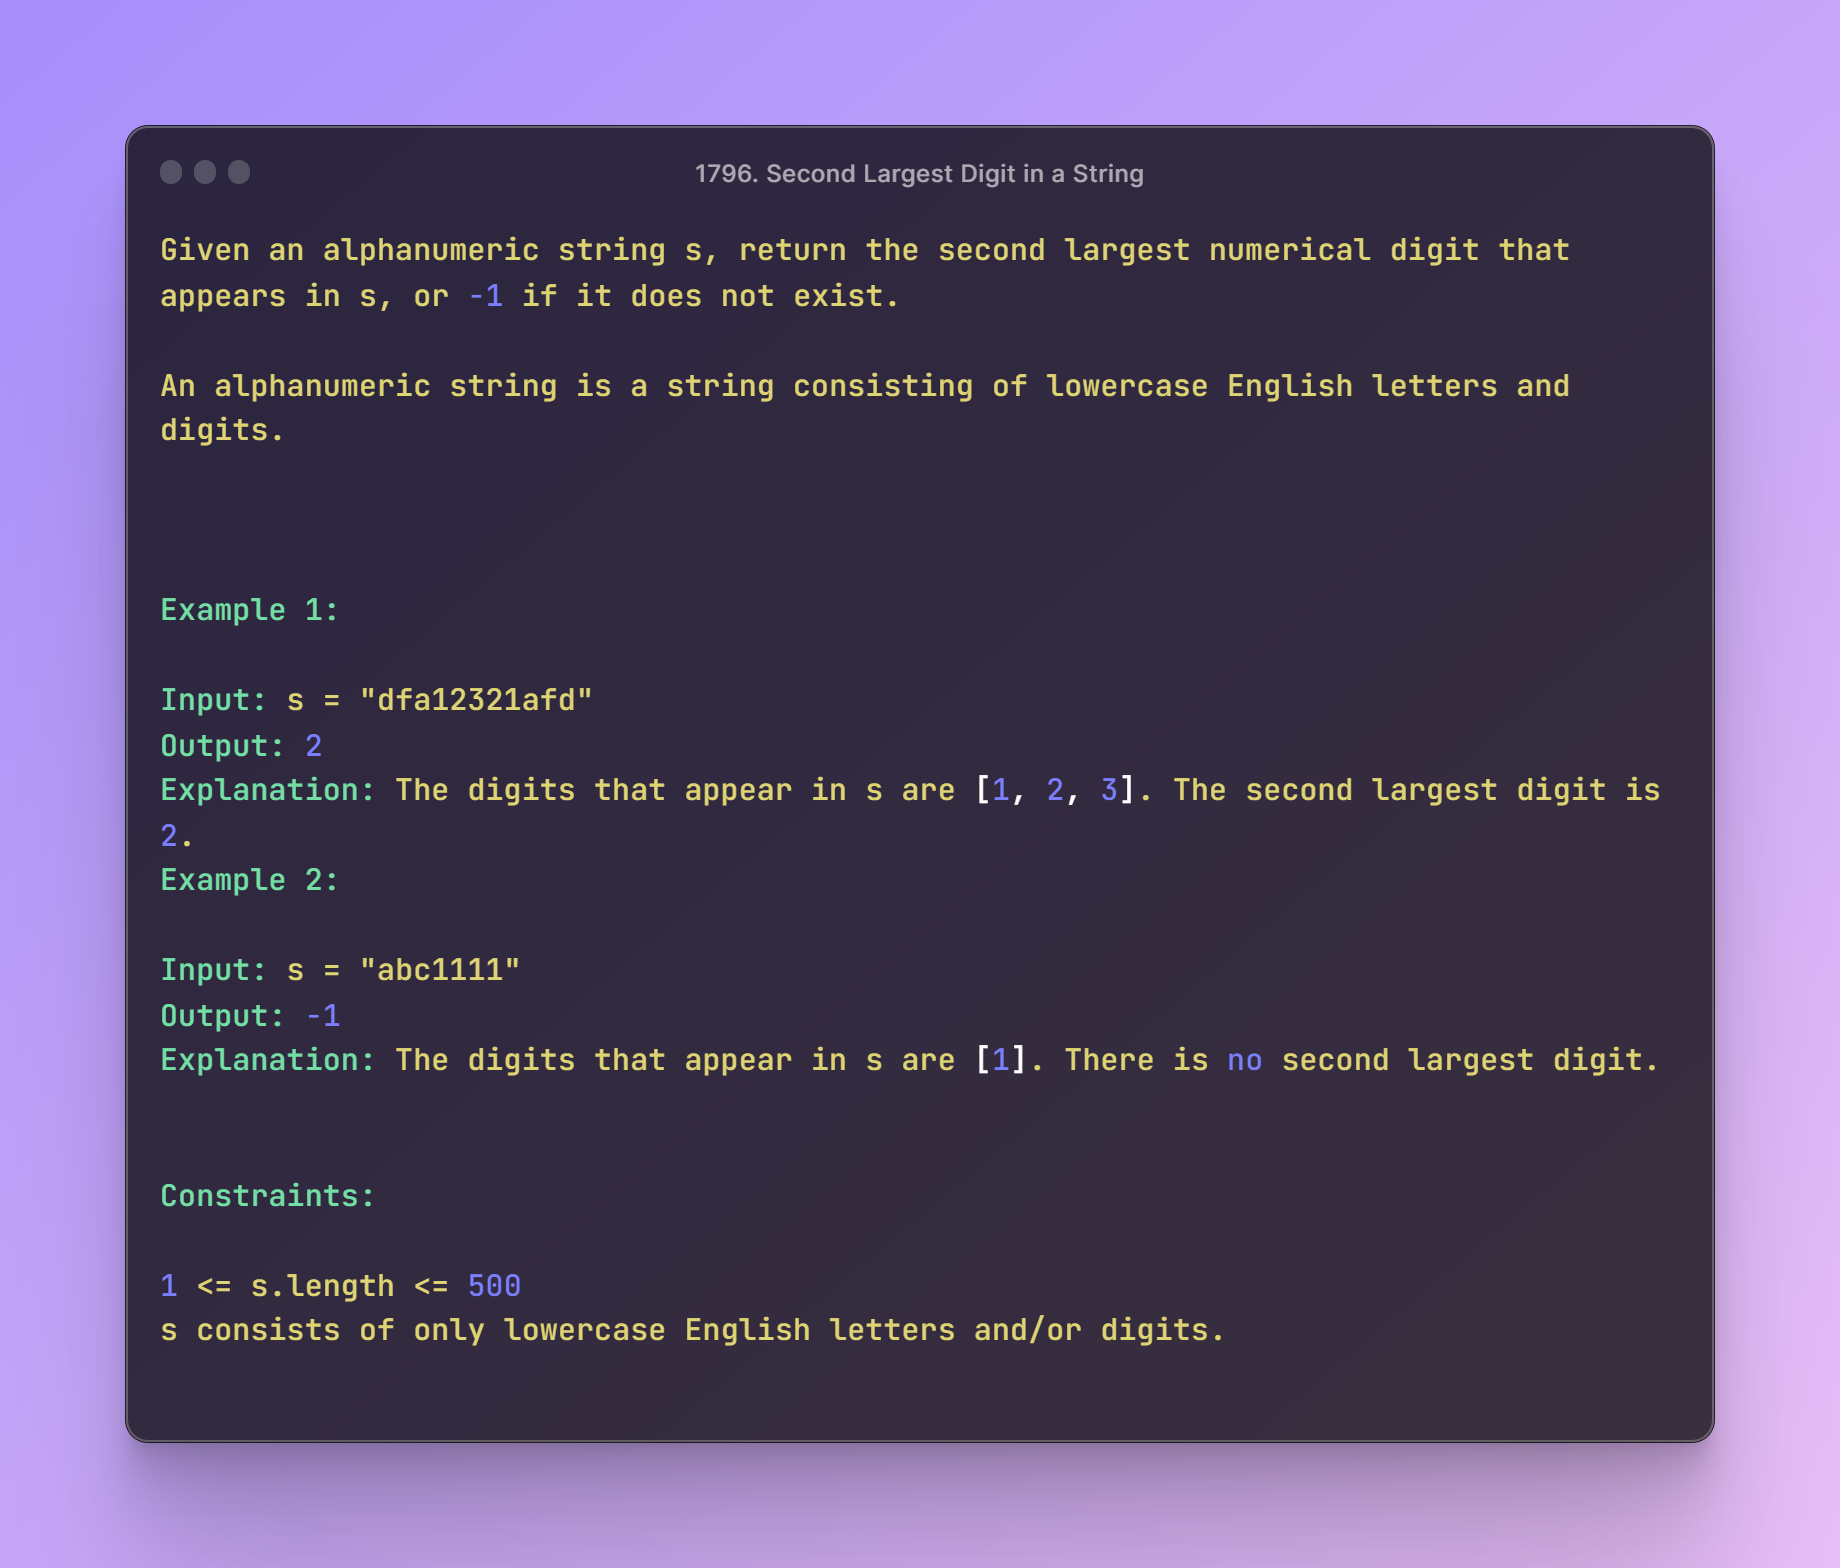 1796. Second Largest Digit in a String
Given an alphanumeric string s, return the second largest numerical digit that
appears in s, or -1 if it does not exist.
An alphanumeric string is a string consisting of lowercase English letters and
digits.
Example 1:
Input: s = "dfa12321afd"
Output: 2
Explanation: The digits that appear in s are [1, 2, 3]. The second largest digit is
2.
Example 2:
Input: s = "abc1111"
Output: -1
Explanation: The digits that appear in s are [1]. There is no second largest digit.
Constraints:
1 <= s.length <= 500
s consists of only lowercase English letters and/or digits.